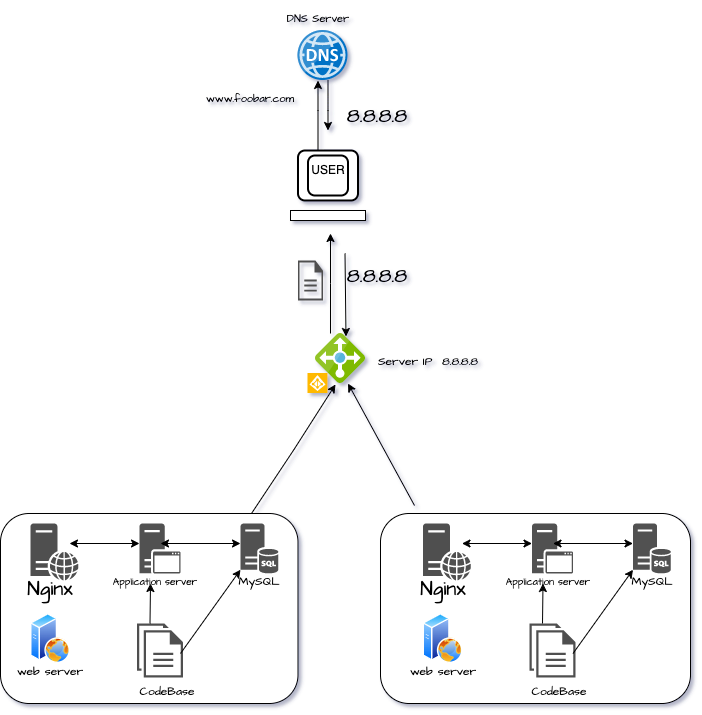 DNS Server
DNS
www.foobar.com
8.8.8.8
USER
8.8.8.8
Server IP 8.8.8.8
Nginx
Application server
MySQL
SQL
web server
CodeBase
Nginx
Application server
MySQL
SQL
web server
CodeBase